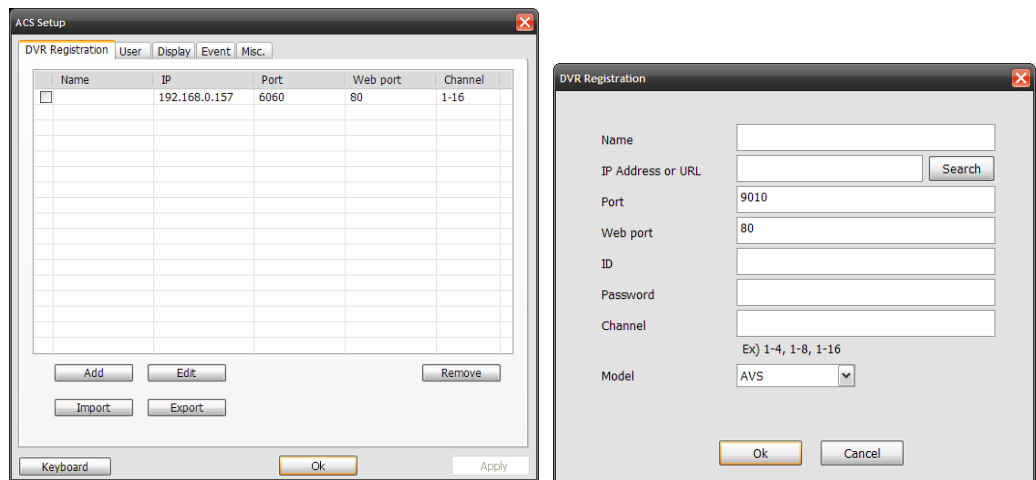 ACS Setup
DVR Registration User Display Event Misc.
Name IP Port Web port Channel
192.168.0.157 6060 80 1-16
Add Edit Remove
Import Export
Keyboard Ok Apply
DVR Registration
Name
IP Address or URL Search
Port 9010
Web port 80
ID
Password
Channel
Ex) 1-4, 1-8, 1-16
Model AVS
Ok Cancel